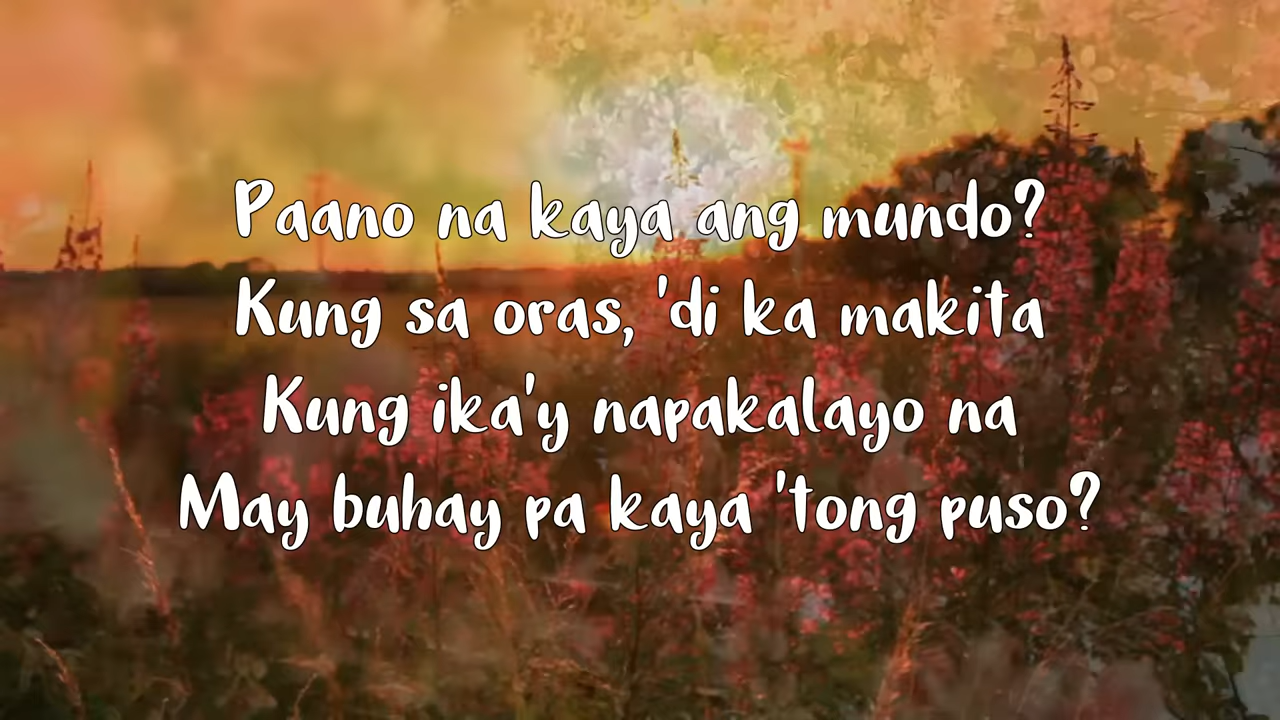 Paano na kaya ang mundo?
Kung sa oras, 'di ka makita
Kung ika'y napakalayo na
May buhay pa kaya 'tong puso?